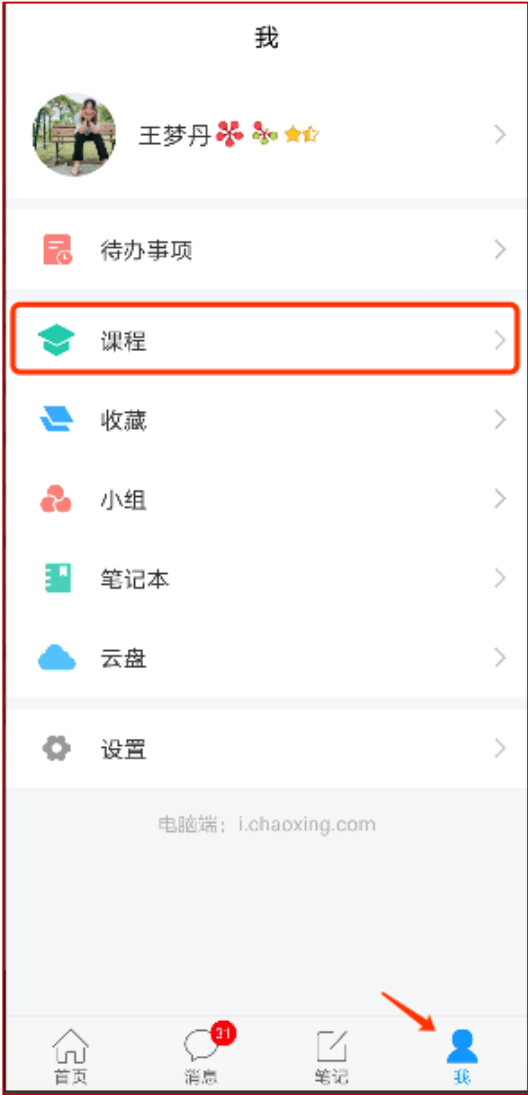 我
王梦丹
待办事项
课程
收藏
小组
笔记本
云盘
设置
电脑端：i.chaoxing.com
31
首页
消息
笔记
我